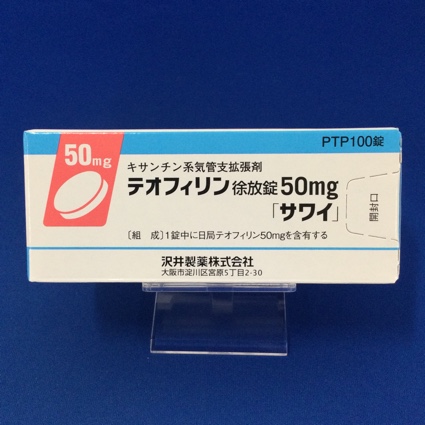 PTP100錠
50mg
キサンチン系気管支拡張剤
テオフィリン徐放錠50mg
「サワイ」
開封口
〔組 成〕1錠中に日局テオフィリン50mgを含有する
沢井製薬株式会社
大阪市淀川区宮原5丁目2-30